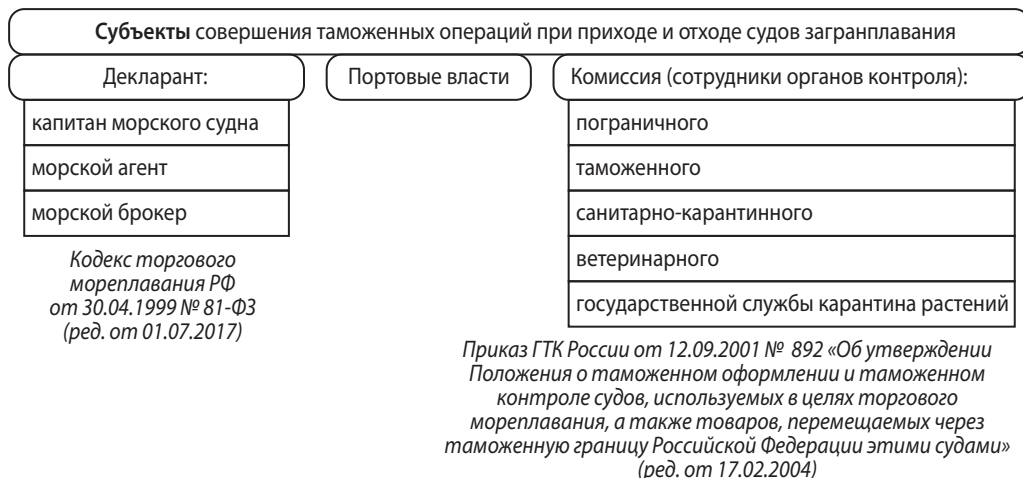 Субъекты совершения таможенных операций при приходе и отходе судов загранплавания
Декларант:
капитан морского судна
морской агент
морской брокер
Кодекс торгового
мореплавания РФ
от 30.04.1999 № 81-ФЗ
(ред. от 01.07.2017)
Портовые власти
Комиссия (сотрудники органов контроля):
пограничного
таможенного
санитарно-карантинного
ветеринарного
государственной службы карантина растений
Приказ ГТК России от 12.09.2001 № 892 «Об утверждении
Положения о таможенном оформлении и таможенном
контроле судов, используемых в целях торгового
мореплавания, а также товаров, перемещаемых через
таможенную границу Российской Федерации этими судами»
(ред. от 17.02.2004)